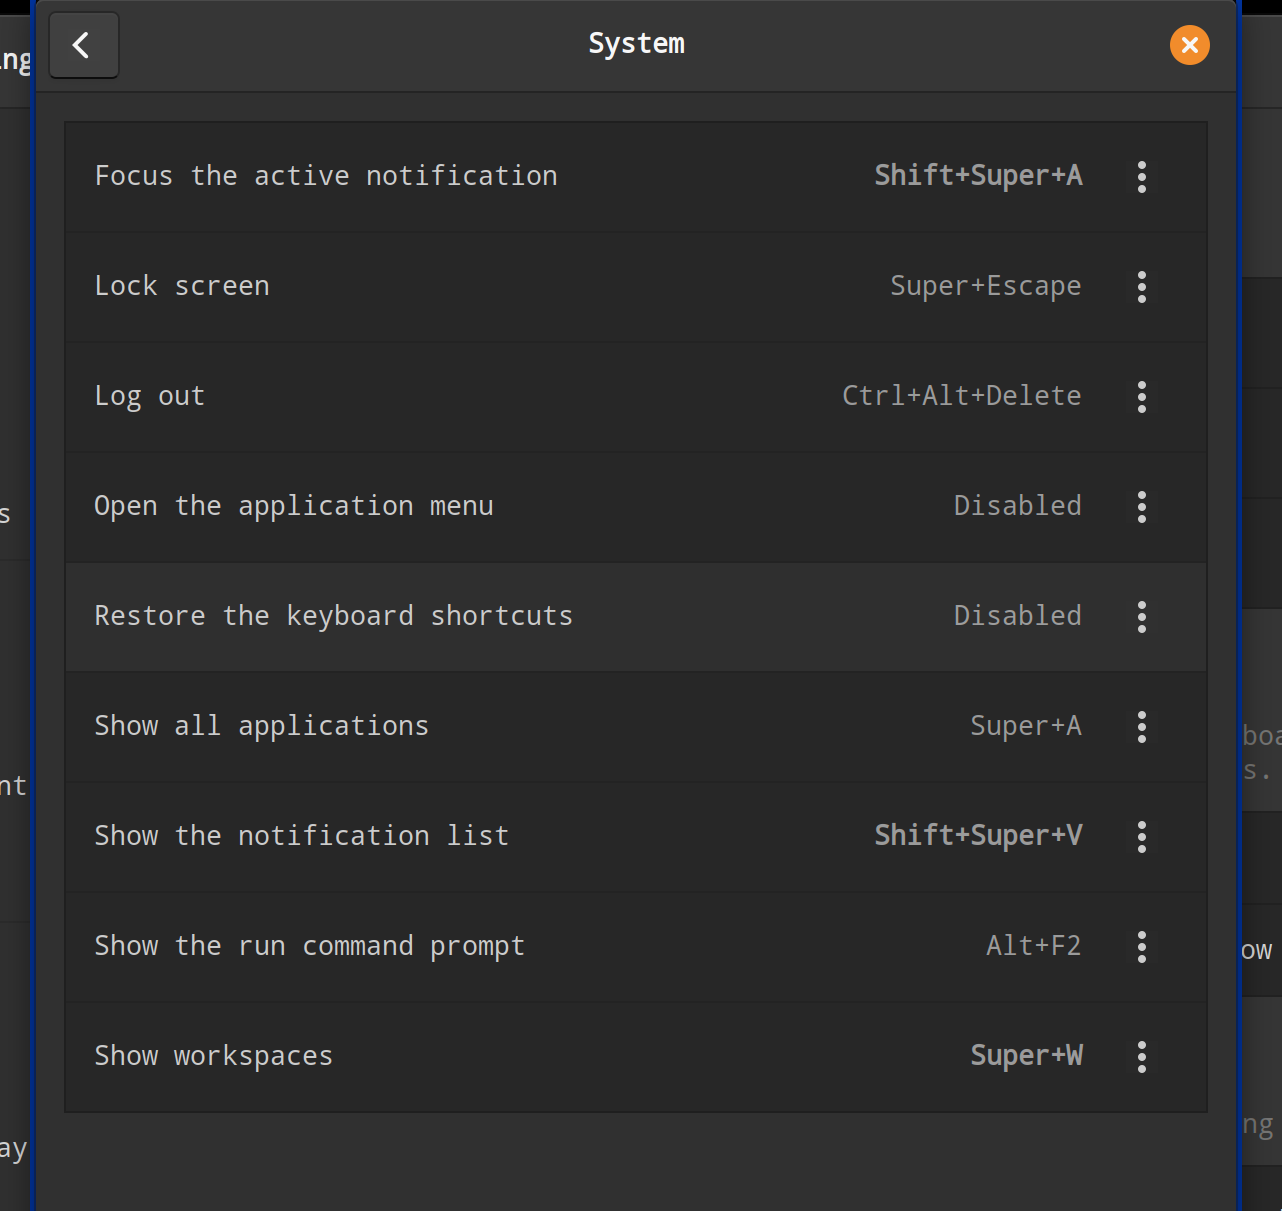 System
Focus the active notification Shift+Super+A
Lock screen Super+Escape
Log out Ctrl+Alt+Delete
Open the application menu Disabled
Restore the keyboard shortcuts Disabled
Show all applications Super+A
Show the notification list Shift+Super+V
Show the run command prompt Alt+F2
Show workspaces Super+W